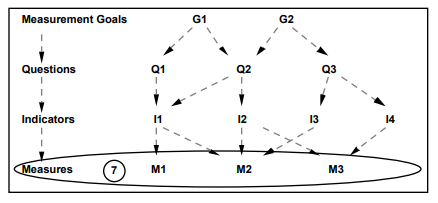 Measurement Goals G1 G2
Questions Q1 Q2 Q3
Indicators I1 I2 I3 I4
Measures 7 M1 M2 M3